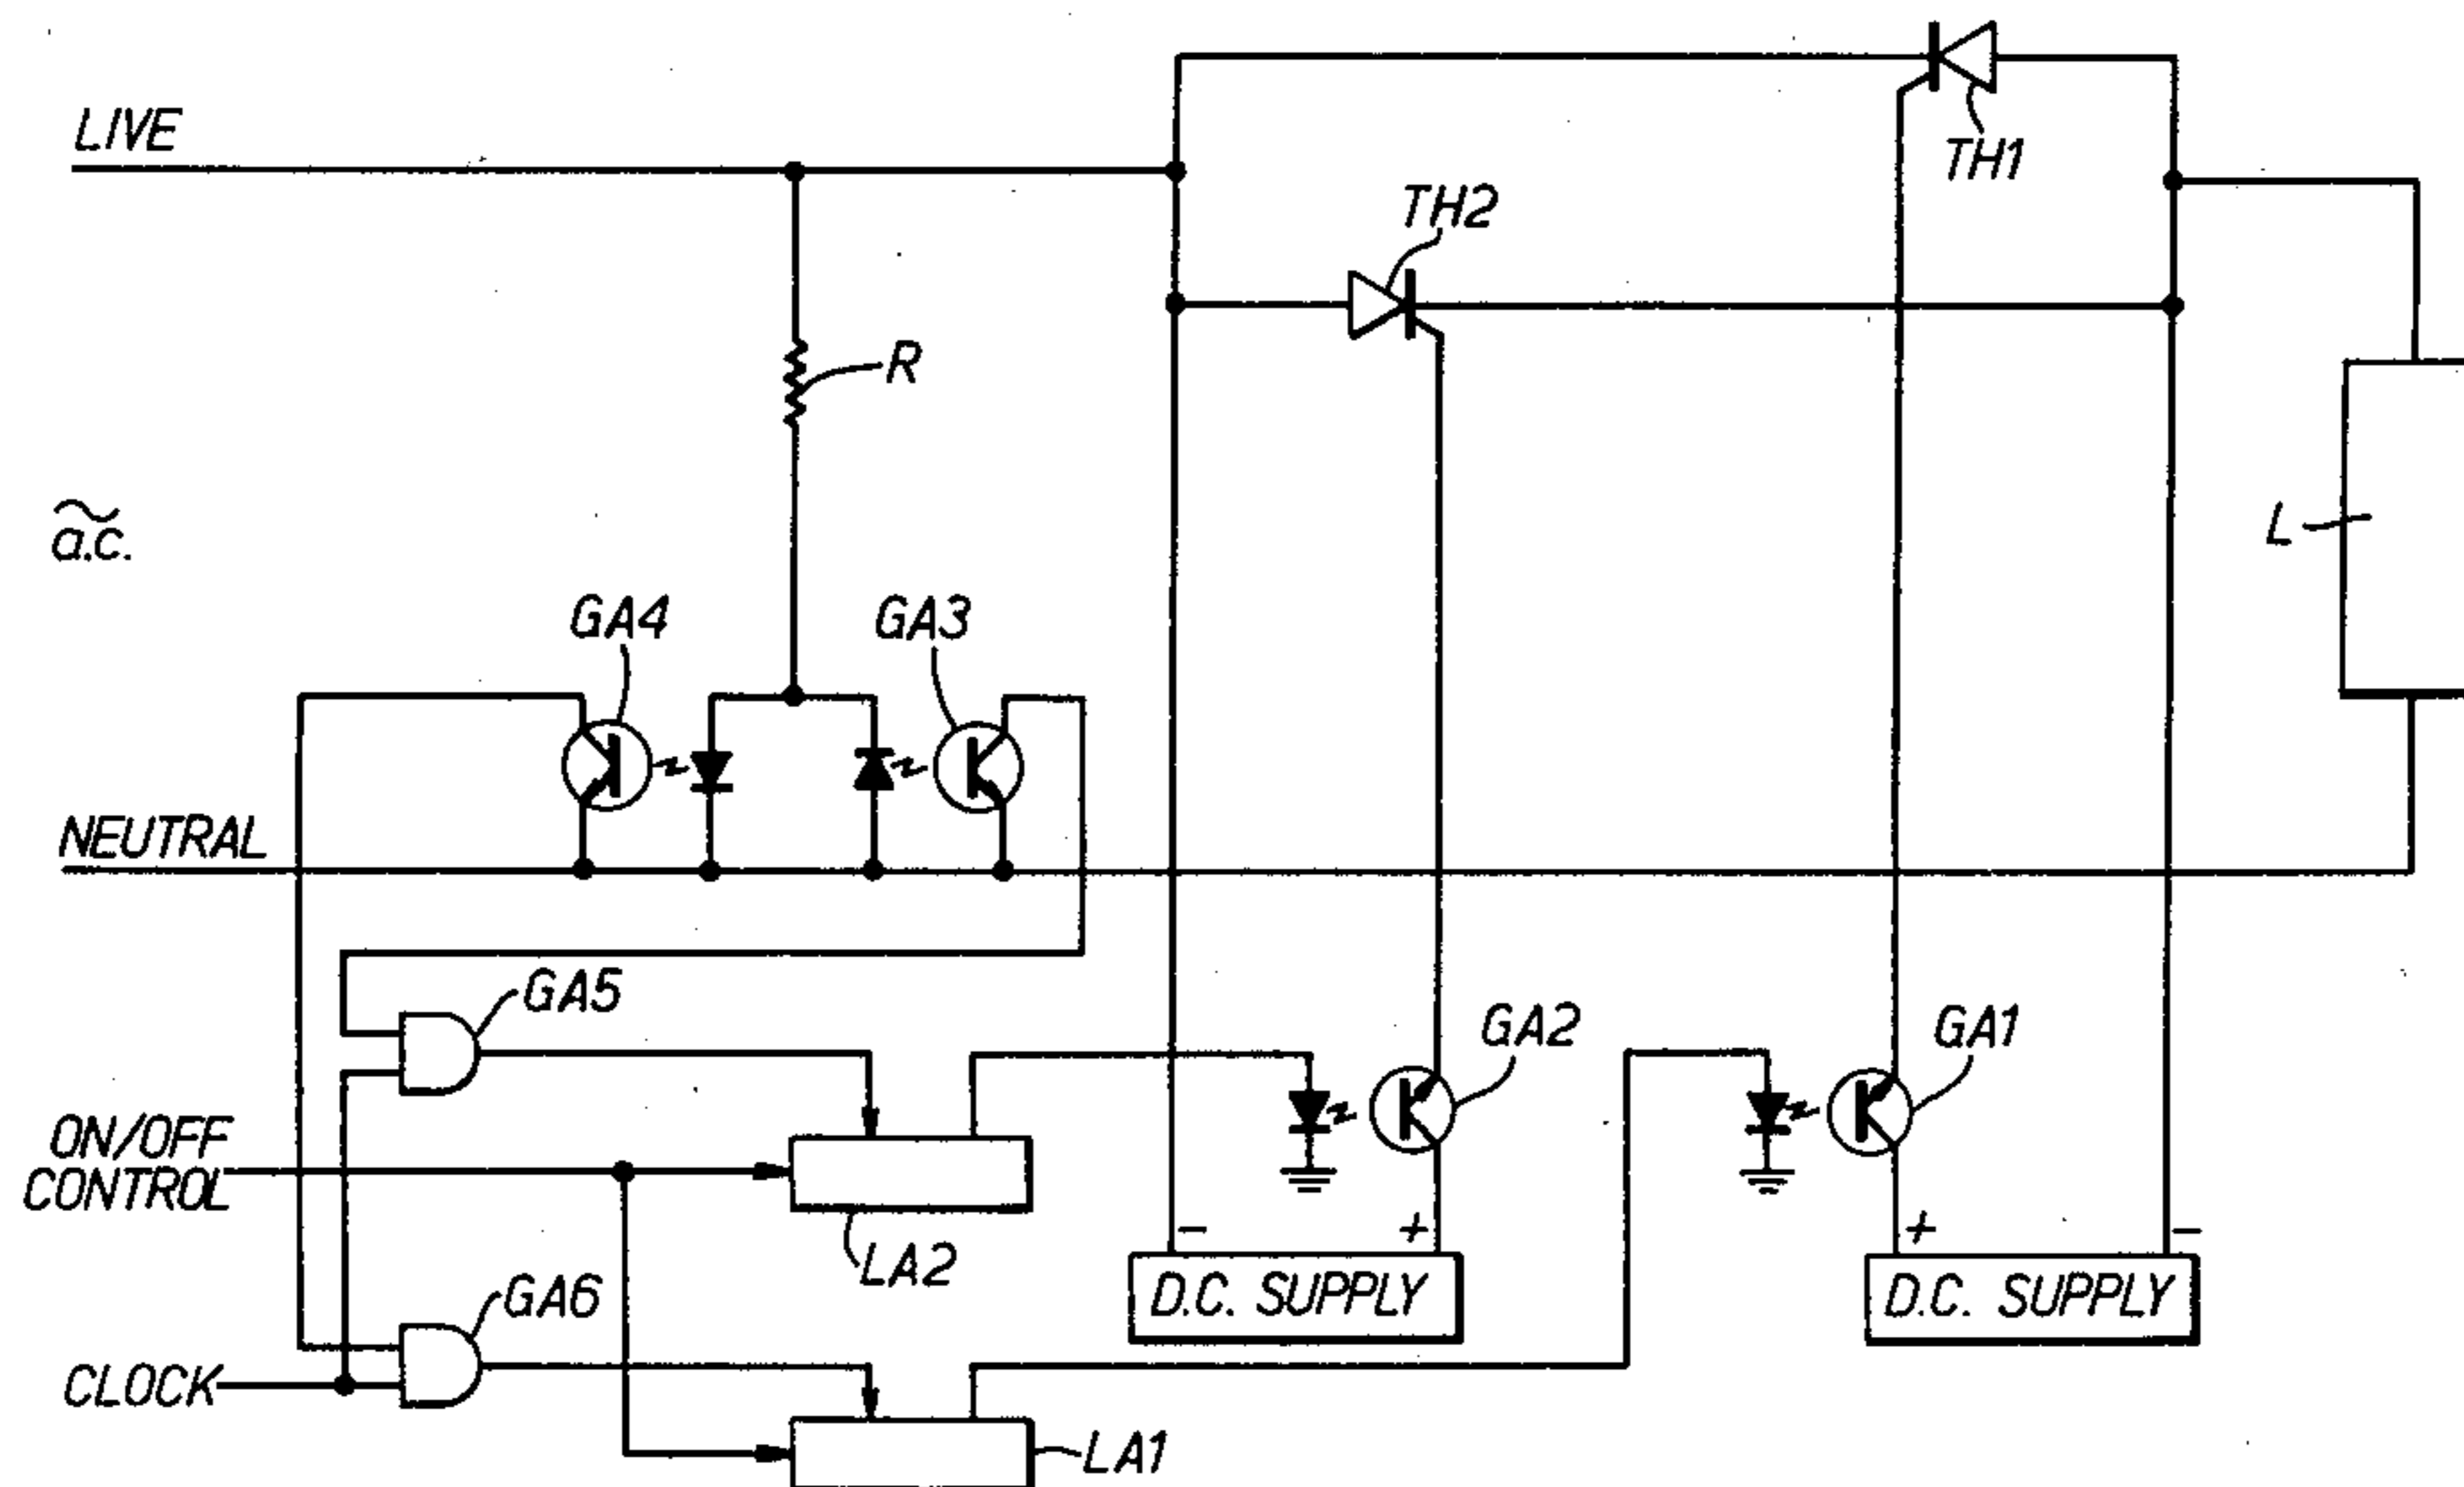 LIVE
TH1
TH2
R
a.c.
L
GA4
GA3
NEUTRAL
GA5
GA2
GA1
ON/OFF
CONTROL
- +
+ -
LA2
D.C. SUPPLY
D.C. SUPPLY
GA6
CLOCK
LA1